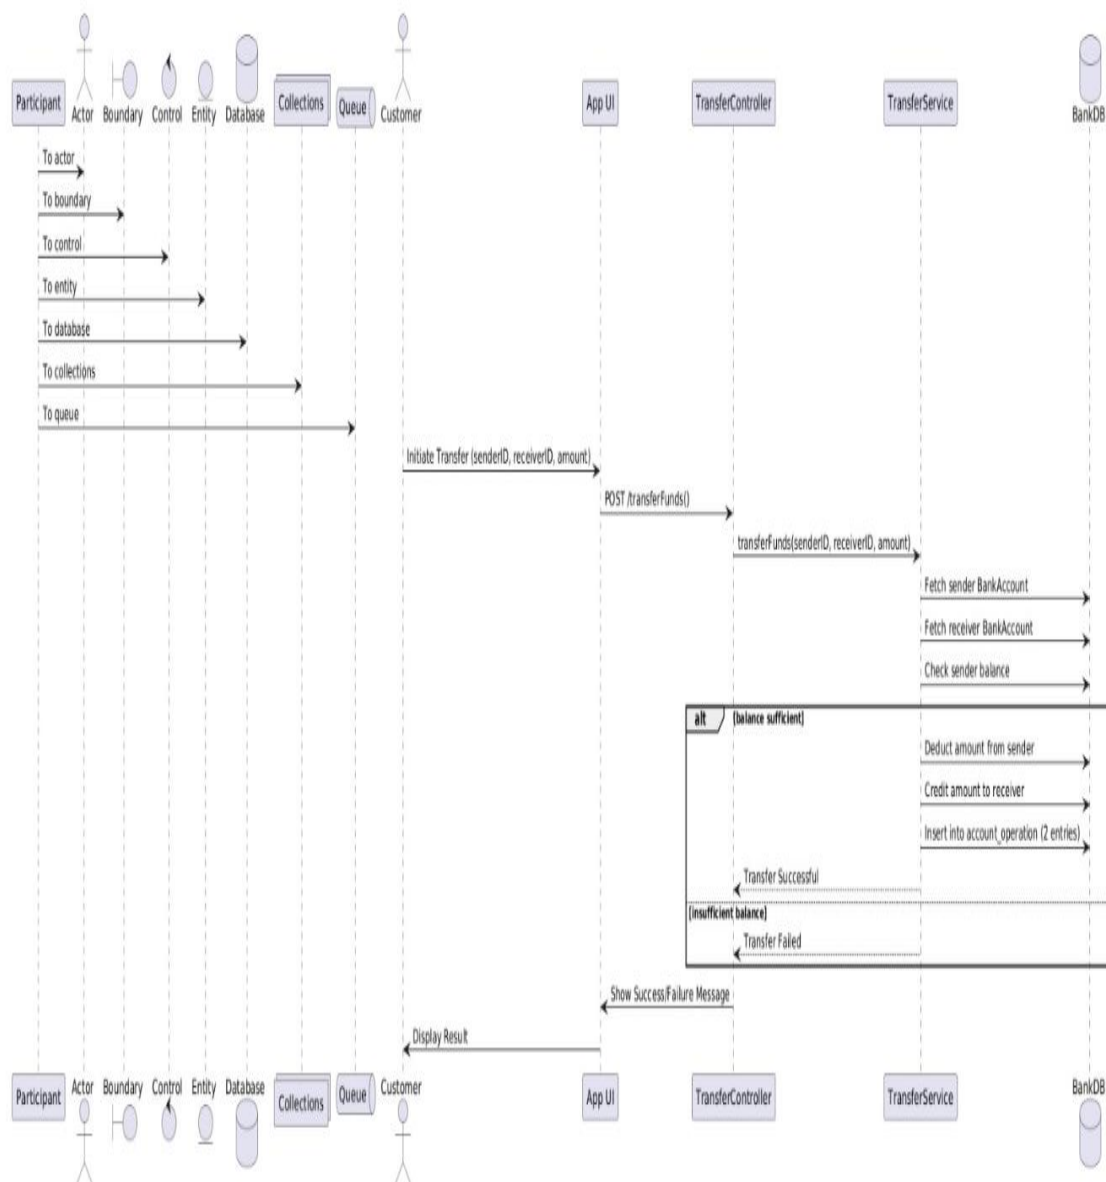 Participant
Actor
Boundary
Control
Entity
Database
Collections
Queue
Customer
App UI
TransferController
TransferService
BankDB
To actor
To boundary
To control
To entity
To database
To collections
To queue
Initiate Transfer (senderID, receiverID, amount)
POST /transferFunds()
transferFunds(senderID, receiverID, amount)
Fetch sender BankAccount
Fetch receiver BankAccount
Check sender balance
alt [balance sufficient]
Deduct amount from sender
Credit amount to receiver
Insert into account_operation (2 entries)
Transfer Successful
[insufficient balance]
Transfer Failed
Show Success/Failure Message
Display Result
Participant
Actor
Boundary
Control
Entity
Database
Collections
Queue
Customer
App UI
TransferController
TransferService
BankDB